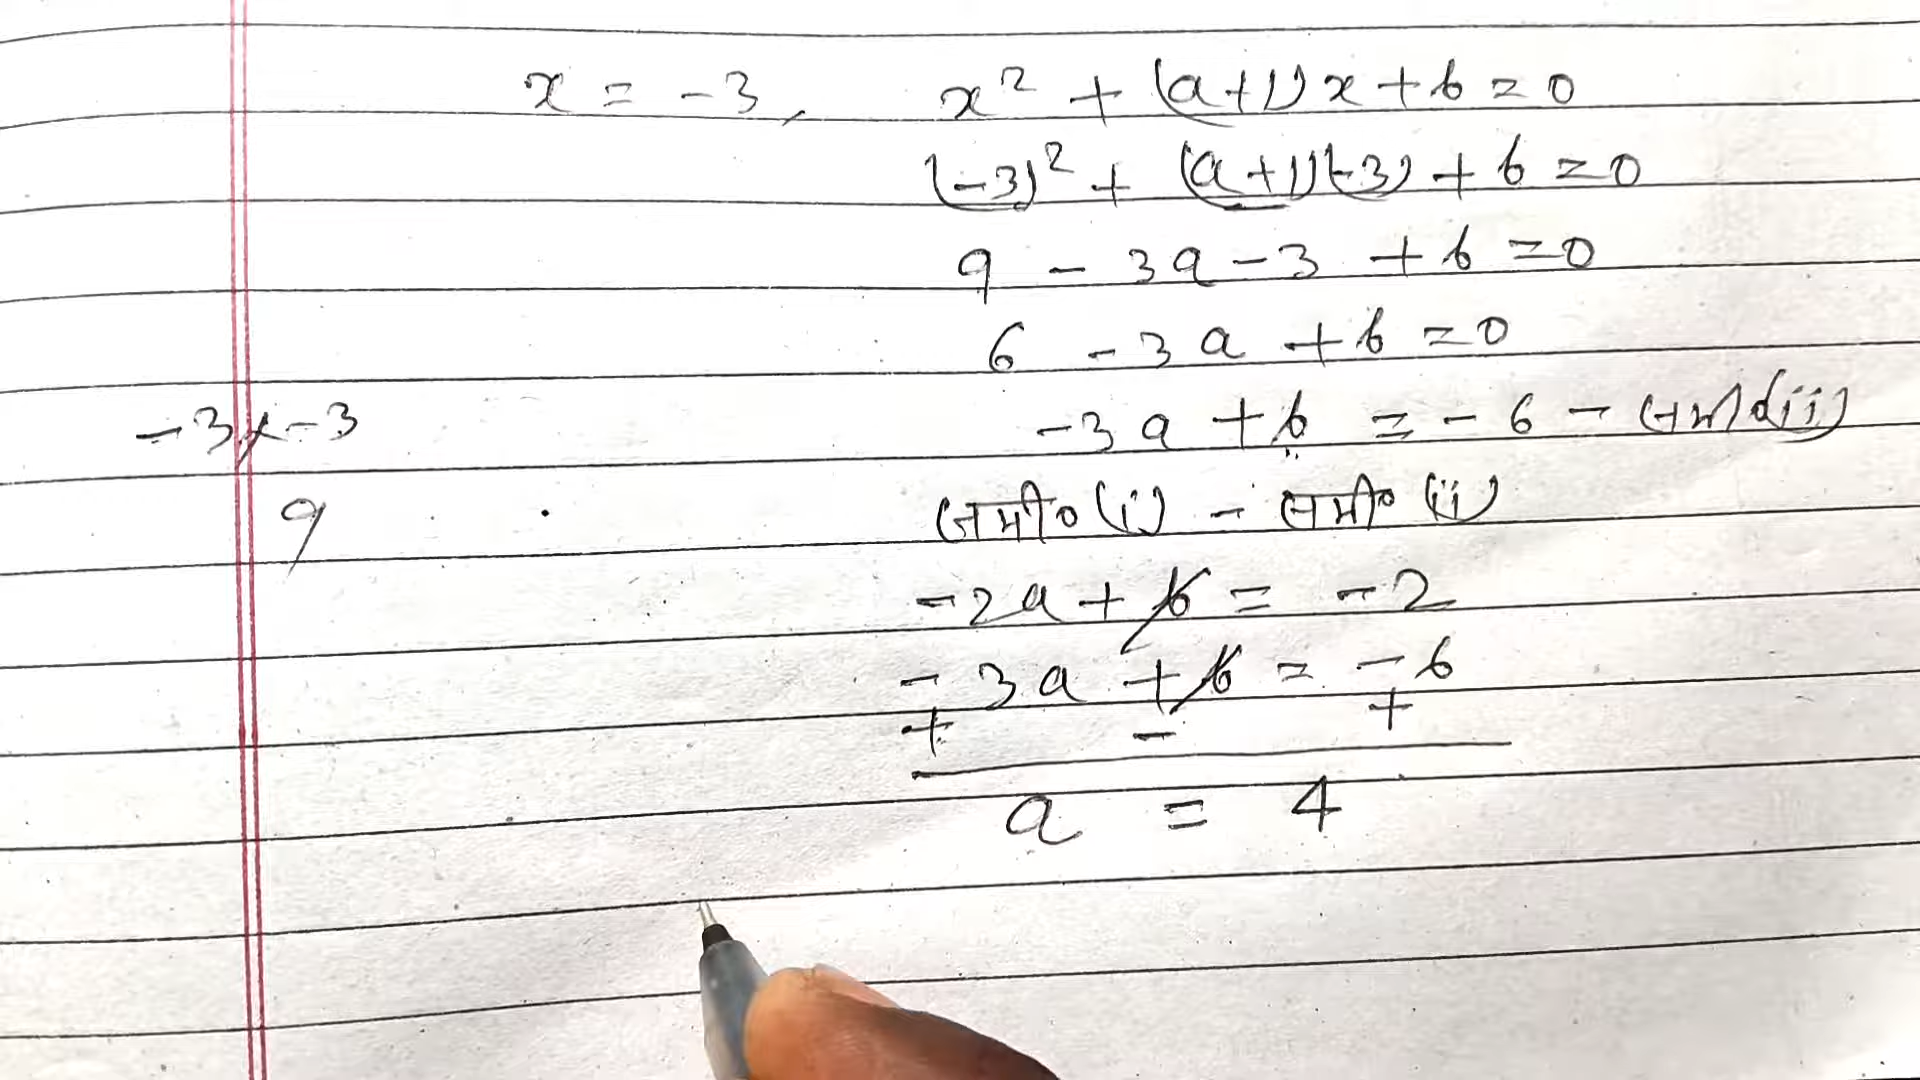 x = -3, x² + (a+1)x + b = 0
(-3)² + (a+1)(-3) + b = 0
9 - 3a - 3 + b = 0
6 - 3a + b = 0
-3a + b = -6 - समी०(ii)
-3 x -3
9
समी० (i) - समी० (ii)
-2a + b = -2
-3a + b = -6
+ - +
a = 4